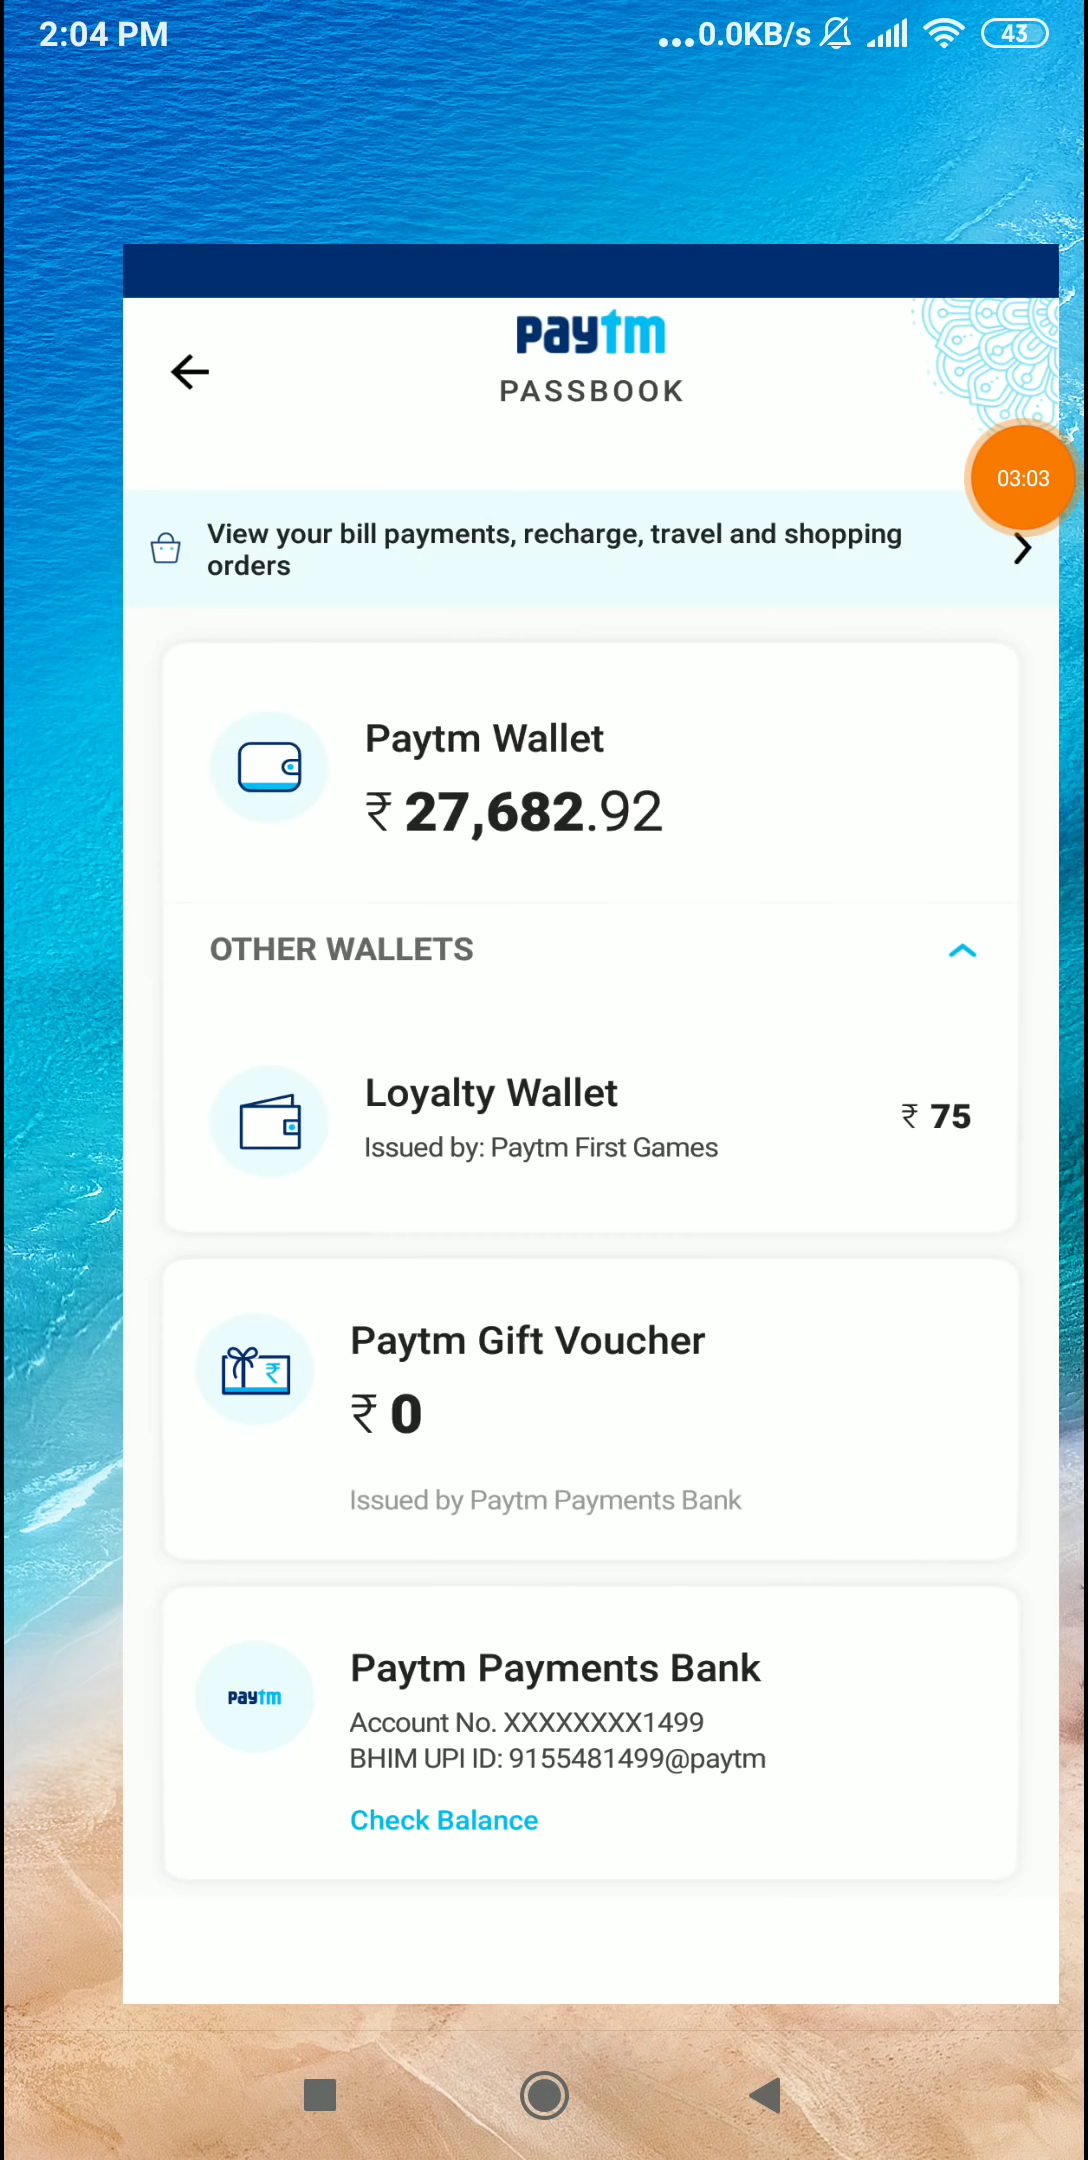 2:04 PM
...0.0KB/s
43
paytm
PASSBOOK
03:03
View your bill payments, recharge, travel and shopping
orders
Paytm Wallet
₹ 27,682.92
OTHER WALLETS
Loyalty Wallet
Issued by: Paytm First Games
₹ 75
₹
Paytm Gift Voucher
₹ 0
Issued by Paytm Payments Bank
paytm
Paytm Payments Bank
Account No. XXXXXXXX1499
BHIM UPI ID: 9155481499@paytm
Check Balance